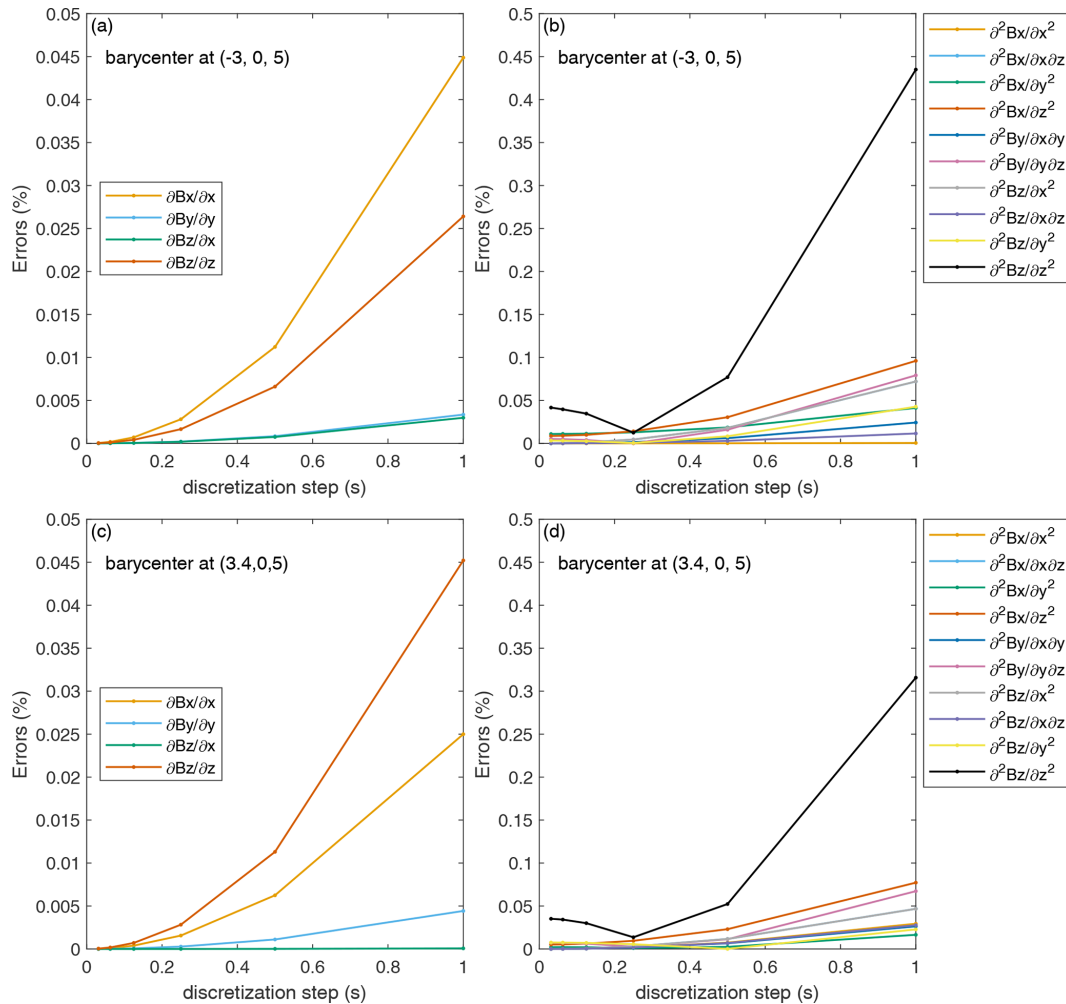 (a)
barycenter at (-3, 0, 5)
0.05
0.045
0.04
0.035
0.03
0.025
0.02
0.015
0.01
0.005
0
Errors (%)
∂Bx/∂x
∂By/∂y
∂Bz/∂x
∂Bz/∂z
0 0.2 0.4 0.6 0.8 1
discretization step (s)
(b)
barycenter at (-3, 0, 5)
0.5
0.45
0.4
0.35
0.3
0.25
0.2
0.15
0.1
0.05
0
Errors (%)
0 0.2 0.4 0.6 0.8 1
discretization step (s)
∂²Bx/∂x²
∂²Bx/∂x∂z
∂²Bx/∂y²
∂²Bx/∂z²
∂²By/∂x∂y
∂²By/∂y∂z
∂²Bz/∂x²
∂²Bz/∂x∂z
∂²Bz/∂y²
∂²Bz/∂z²
(c)
barycenter at (3.4,0,5)
0.05
0.045
0.04
0.035
0.03
0.025
0.02
0.015
0.01
0.005
0
Errors (%)
∂Bx/∂x
∂By/∂y
∂Bz/∂x
∂Bz/∂z
0 0.2 0.4 0.6 0.8 1
discretization step (s)
(d)
barycenter at (3.4, 0, 5)
0.5
0.45
0.4
0.35
0.3
0.25
0.2
0.15
0.1
0.05
0
Errors (%)
0 0.2 0.4 0.6 0.8 1
discretization step (s)
∂²Bx/∂x²
∂²Bx/∂x∂z
∂²Bx/∂y²
∂²Bx/∂z²
∂²By/∂x∂y
∂²By/∂y∂z
∂²Bz/∂x²
∂²Bz/∂x∂z
∂²Bz/∂y²
∂²Bz/∂z²